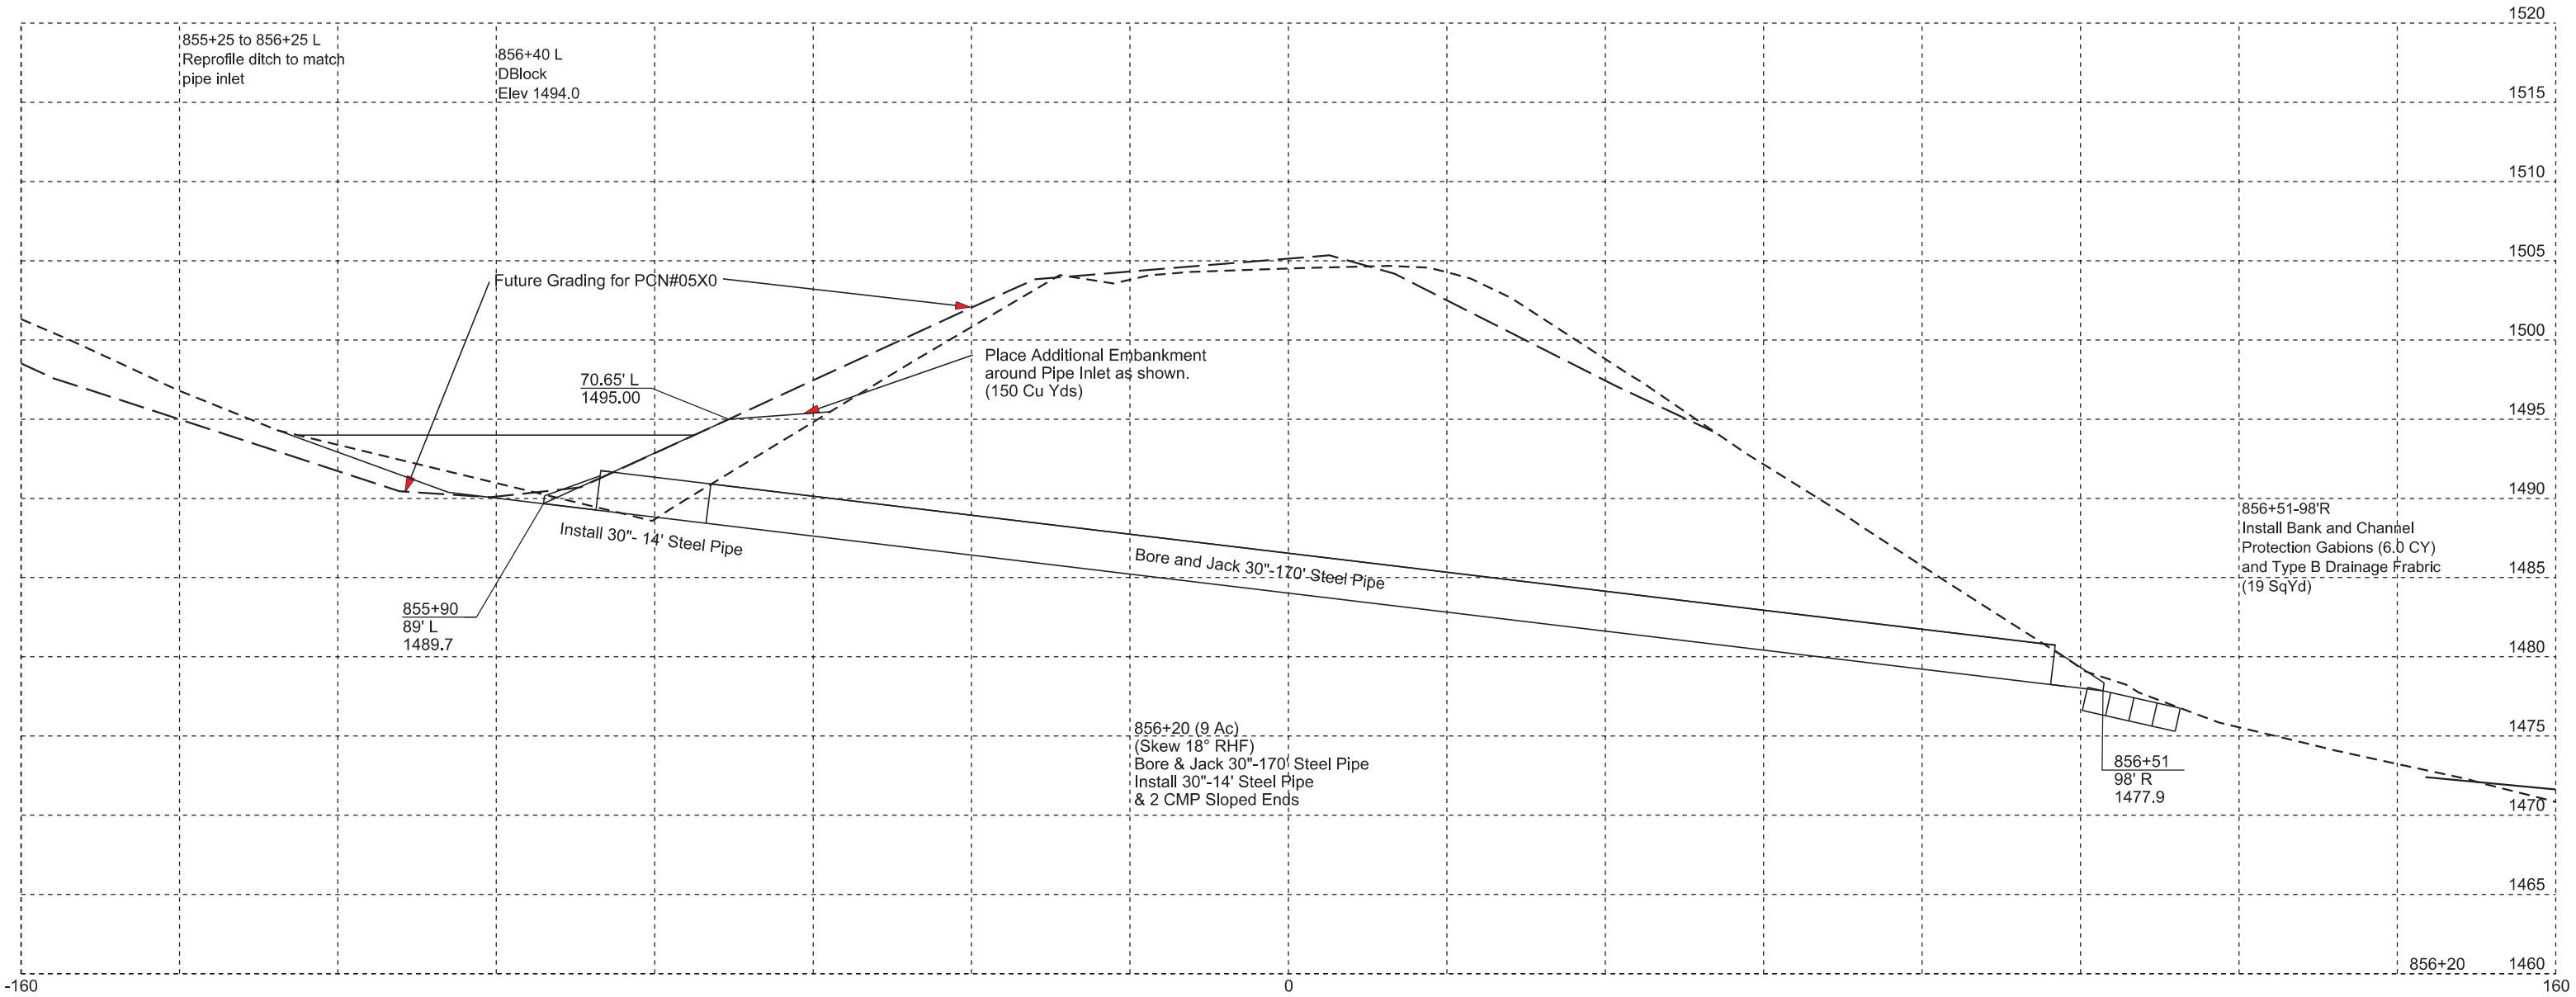 1520
855+25 to 856+25 L
Reprofile ditch to match
pipe inlet
856+40 L
DBlock
Elev 1494.0
1515
1510
1505
Future Grading for PCN#05X0
1500
Place Additional Embankment
around Pipe Inlet as shown.
(150 Cu Yds)
70.65' L
1495.00
1495
1490
856+51-98'R
Install Bank and Channel
Protection Gabions (6.0 CY)
and Type B Drainage Frabric
(19 SqYd)
Install 30"- 14' Steel Pipe
Bore and Jack 30"-170' Steel Pipe
1485
855+90
89' L
1489.7
1480
1475
856+20 (9 Ac)
(Skew 18° RHF)
Bore & Jack 30"-170' Steel Pipe
Install 30"-14' Steel Pipe
& 2 CMP Sloped Ends
856+51
98' R
1477.9
1470
1465
856+20
1460
-160
0
160